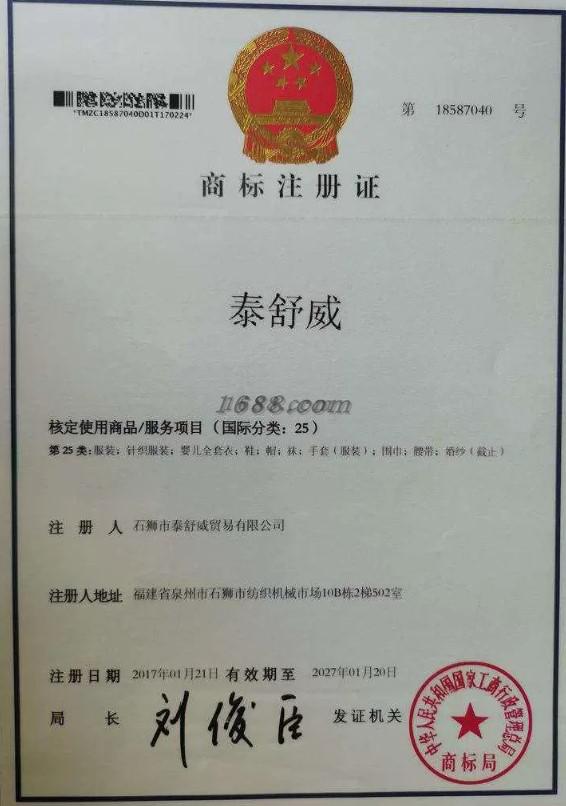 *TMZC18587040D01T170224*
第 18587040 号
商标注册证
泰舒威
1688.com
核定使用商品/服务项目（国际分类：25）
第25类：服装；针织服装；婴儿全套衣；鞋；帽；袜；手套（服装）；围巾；腰带；婚纱（截止）
注册人 石狮市泰舒威贸易有限公司
注册人地址 福建省泉州市石狮市纺织机械市场10B栋2梯502室
注册日期 2017年01月21日 有效期至 2027年01月20日
局长 刘俊臣 发证机关
中华人民共和国国家工商行政管理总局
商标局